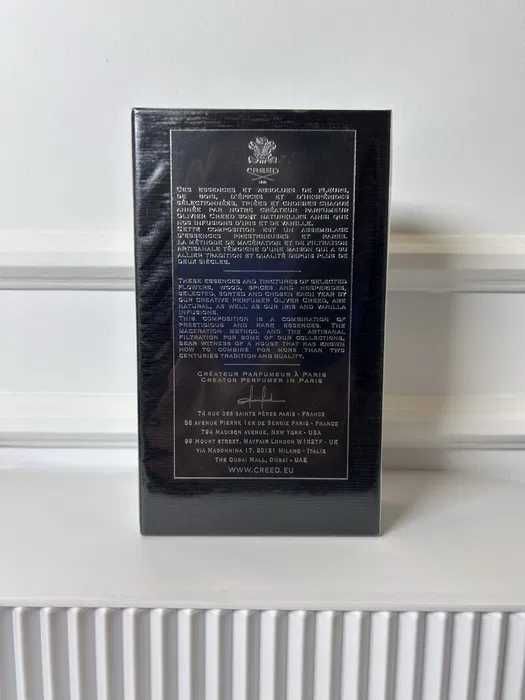 CREED
CES ESSENCES ET ABSOLUES DE FLEURS,
DE BOIS, D'ÉPICES ET D'HESPÉRIDES
SÉLECTIONNÉES, TRIÉES ET CHOISIES CHAQUE
ANNÉE PAR NOTRE CRÉATEUR PARFUMEUR
OLIVIER CREED SONT NATURELLES AINSI QUE
NOS INFUSIONS D'IRIS ET DE VANILLE.
CETTE COMPOSITION EST UN ASSEMBLAGE
D'ESSENCES PRESTIGIEUSES ET RARES.
LA MÉTHODE DE MACÉRATION ET DE FILTRATION
ARTISANALE TÉMOIGNE D'UNE MAISON QUI A SU
ALLIER TRADITION ET QUALITÉ DEPUIS PLUS DE
DEUX SIÈCLES.
THESE ESSENCES AND TINCTURES OF SELECTED
FLOWERS, WOOD, SPICES AND HESPERIDES,
SELECTED, SORTED AND CHOSEN EACH YEAR BY
OUR CREATIVE PERFUMER OLIVIER CREED, ARE
NATURAL, AS WELL AS OUR IRIS AND VANILLA
INFUSIONS.
THIS COMPOSITION IS A COMBINATION OF
PRESTIGIOUS AND RARE ESSENCES. THE
MACERATION METHOD, AND THE ARTISANAL
FILTRATION FOR SOME OF OUR COLLECTIONS,
BEAR WITNESS OF A HOUSE THAT HAS KNOWN
HOW TO COMBINE FOR MORE THAN TWO
CENTURIES TRADITION AND QUALITY.
CRÉATEUR PARFUMEUR À PARIS
CREATOR PERFUMER IN PARIS
74 RUE DES SAINTS PÈRES PARIS - FRANCE
56 AVENUE PIERRE 1ER DE SERBIE PARIS - FRANCE
794 MADISON AVENUE, NEW YORK - USA
99 MOUNT STREET, MAYFAIR LONDON W1K2TF - UK
VIA MADONNINA 17, 20121 MILANO - ITALIE
THE DUBAI MALL, DUBAI - UAE
WWW.CREED.EU